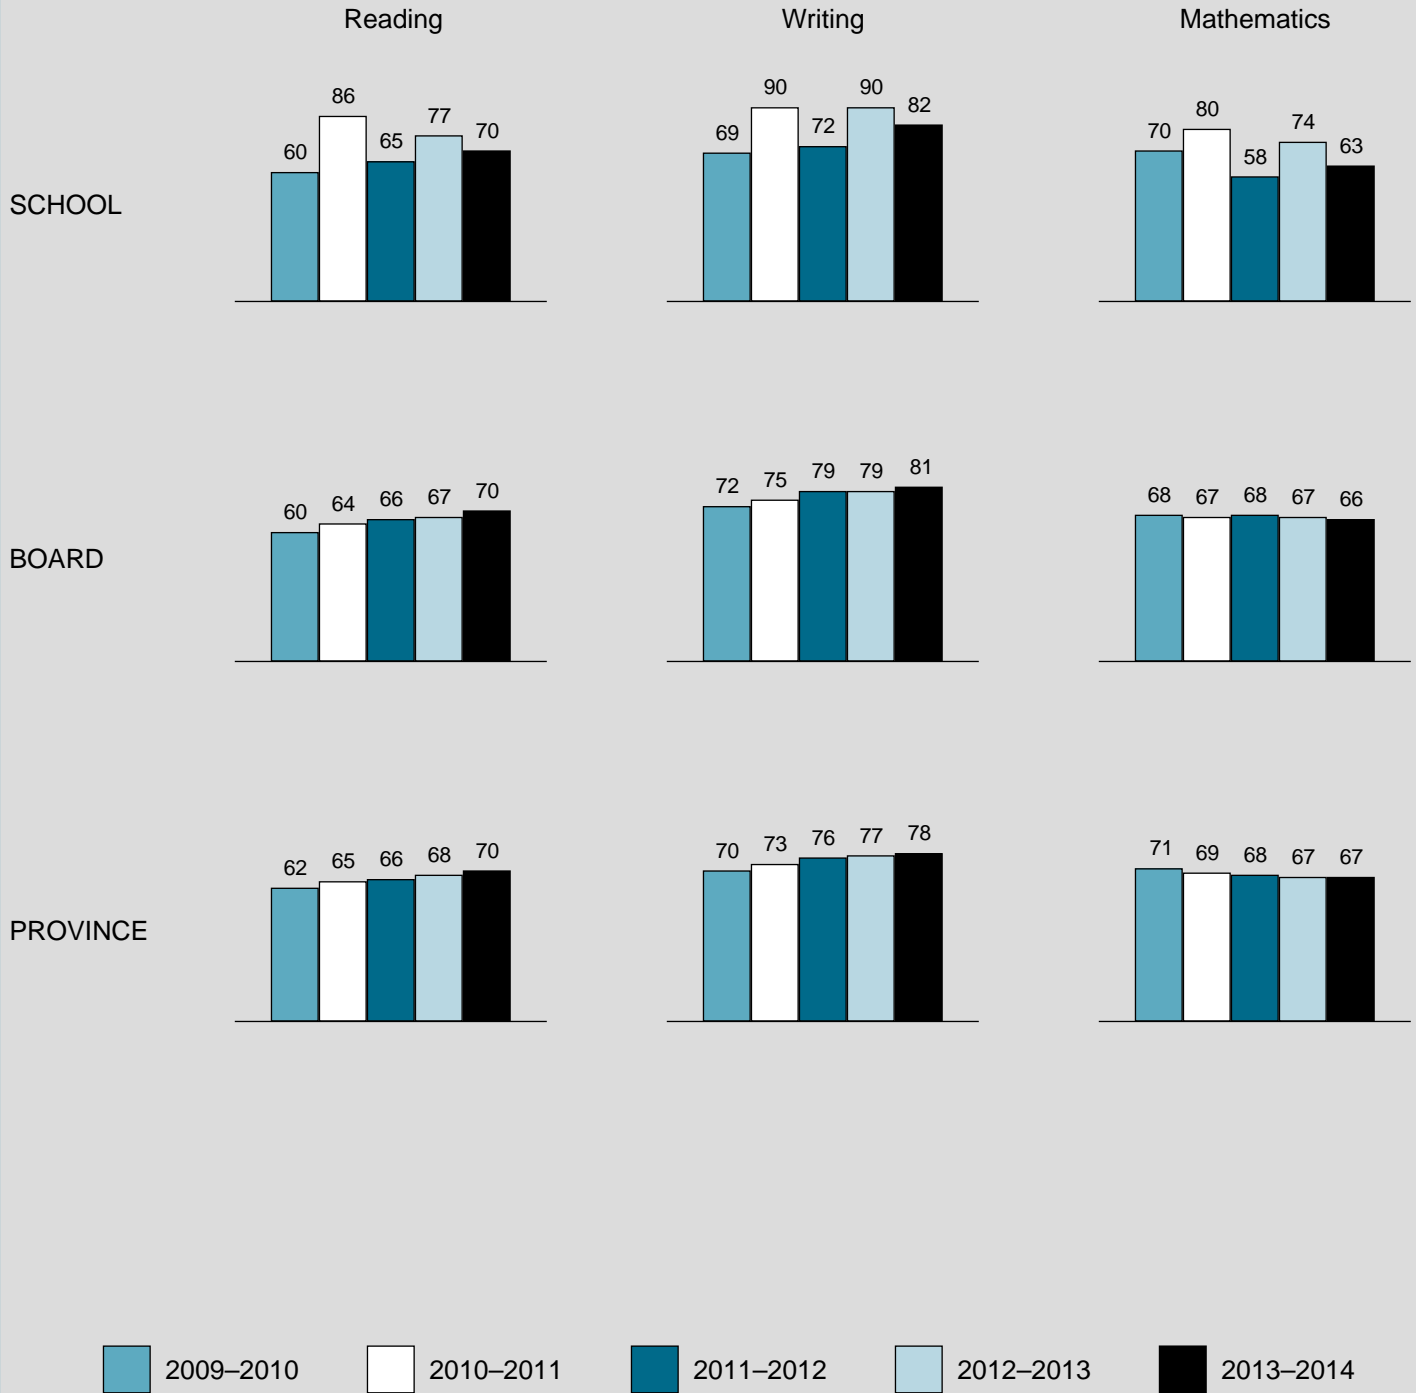 Reading Writing Mathematics
SCHOOL
60 86 65 77 70
69 90 72 90 82
70 80 58 74 63
BOARD
60 64 66 67 70
72 75 79 79 81
68 67 68 67 66
PROVINCE
62 65 66 68 70
70 73 76 77 78
71 69 68 67 67
2009–2010 2010–2011 2011–2012 2012–2013 2013–2014